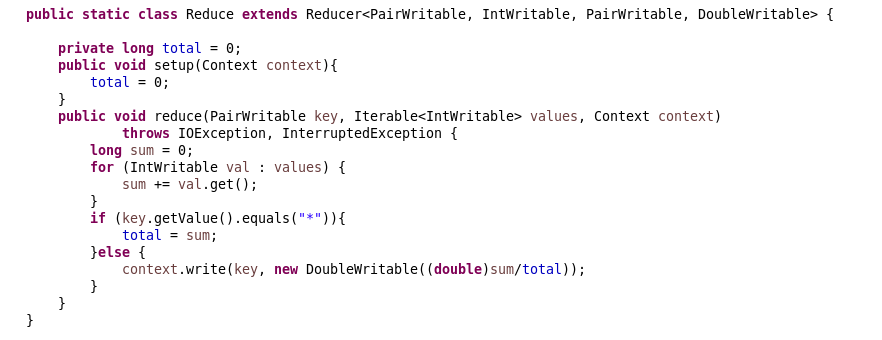 public static class Reduce extends Reducer<PairWritable, IntWritable, PairWritable, DoubleWritable> {
private long total = 0;
public void setup(Context context){
total = 0;
}
public void reduce(PairWritable key, Iterable<IntWritable> values, Context context)
throws IOException, InterruptedException {
long sum = 0;
for (IntWritable val : values) {
sum += val.get();
}
if (key.getValue().equals("*")){
total = sum;
}else {
context.write(key, new DoubleWritable((double)sum/total));
}
}
}